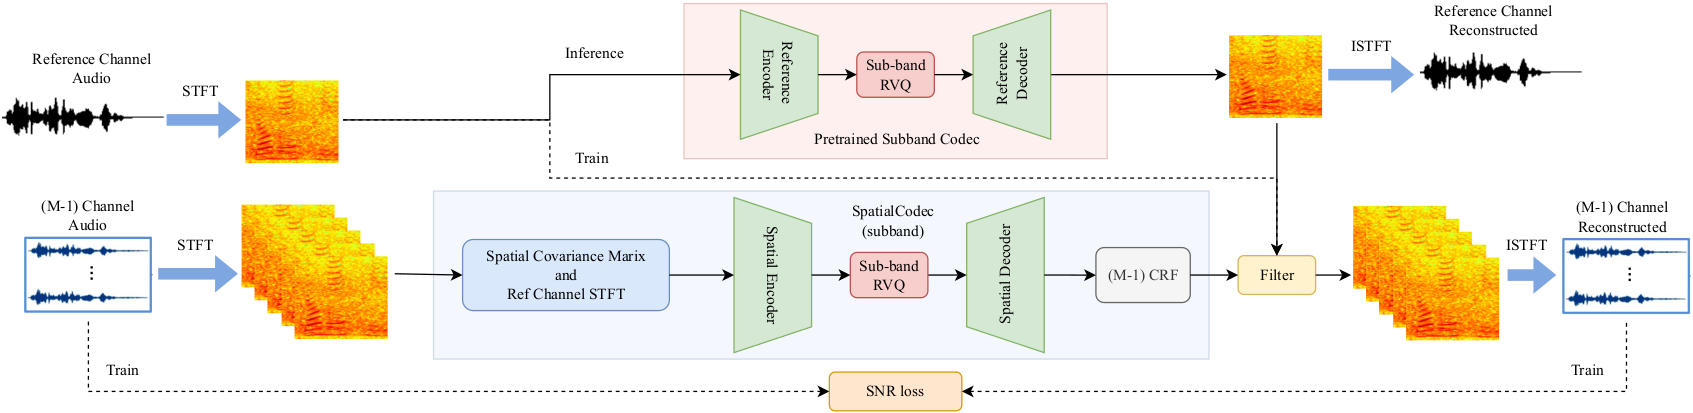 Reference Channel
Audio
STFT
Inference
Train
Reference
Encoder
Sub-band
RVQ
Reference
Decoder
Pretrained Subband Codec
ISTFT
Reference Channel
Reconstructed
(M-1) Channel
Audio
STFT
Spatial Covariance Marix
and
Ref Channel STFT
Spatial Encoder
SpatialCodec
(subband)
Sub-band
RVQ
Spatial Decoder
(M-1) CRF
Filter
ISTFT
(M-1) Channel
Reconstructed
Train
SNR loss
Train